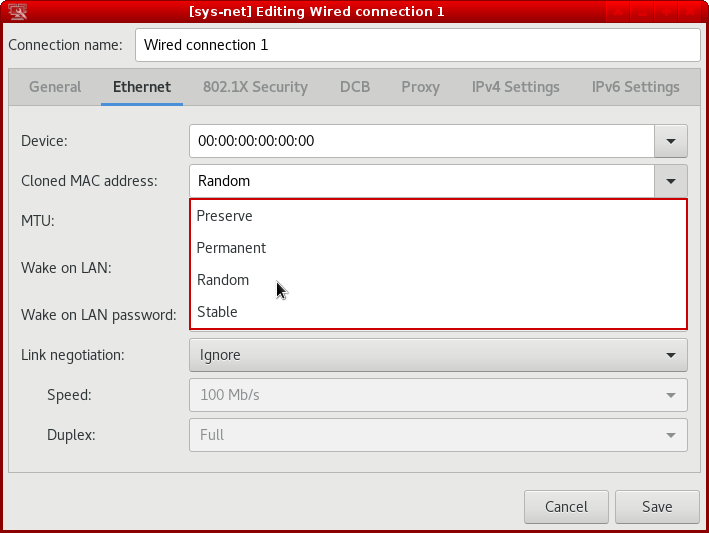 [sys-net] Editing Wired connection 1
Connection name: Wired connection 1
General Ethernet 802.1X Security DCB Proxy IPv4 Settings IPv6 Settings
Device: 00:00:00:00:00:00
Cloned MAC address: Random
MTU:
Preserve
Permanent
Wake on LAN:
Random
Stable
Wake on LAN password:
Link negotiation: Ignore
Speed: 100 Mb/s
Duplex: Full
Cancel Save